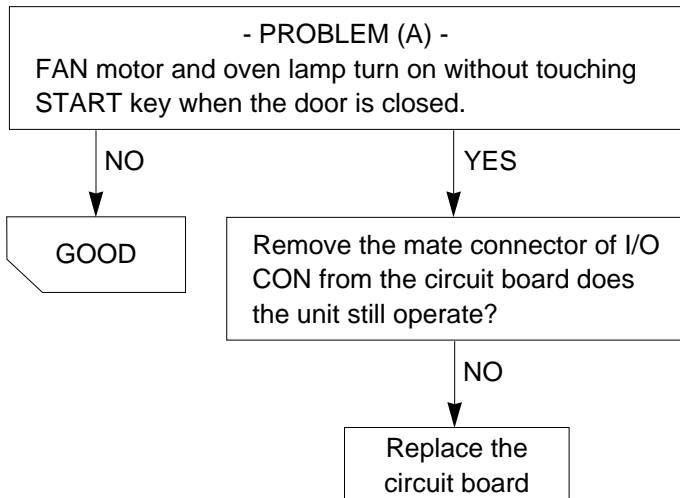 - PROBLEM (A) -
FAN motor and oven lamp turn on without touching
START key when the door is closed.
NO
YES
GOOD
Remove the mate connector of I/O
CON from the circuit board does
the unit still operate?
NO
Replace the
circuit board